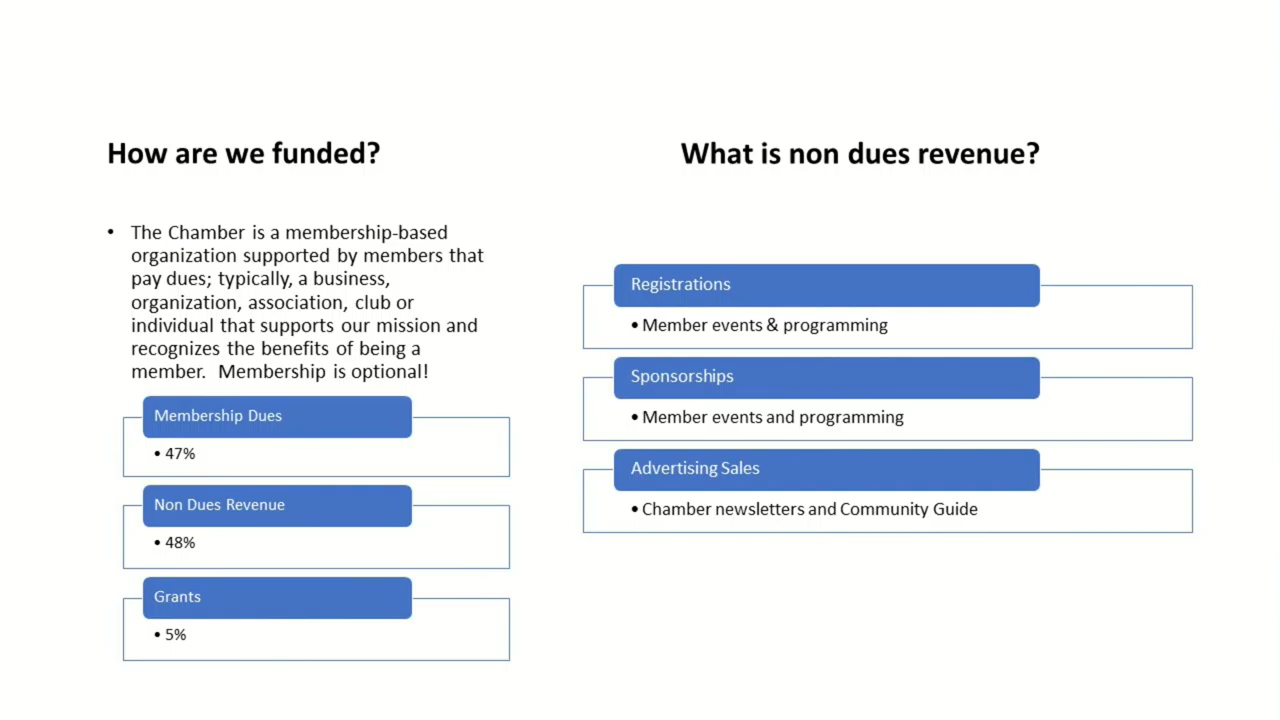 How are we funded?
• The Chamber is a membership-based
organization supported by members that
pay dues; typically, a business,
organization, association, club or
individual that supports our mission and
recognizes the benefits of being a
member.  Membership is optional!
Membership Dues
• 47%
Non Dues Revenue
• 48%
Grants
• 5%
What is non dues revenue?
Registrations
• Member events & programming
Sponsorships
• Member events and programming
Advertising Sales
• Chamber newsletters and Community Guide